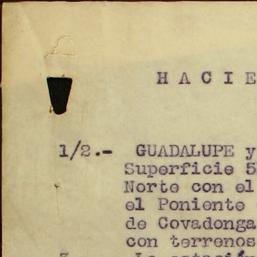 HACIE
1/2.- GUADALUPE y
Superficie 5
Norte con el
el Poniente
de Covadonga
con terrenos